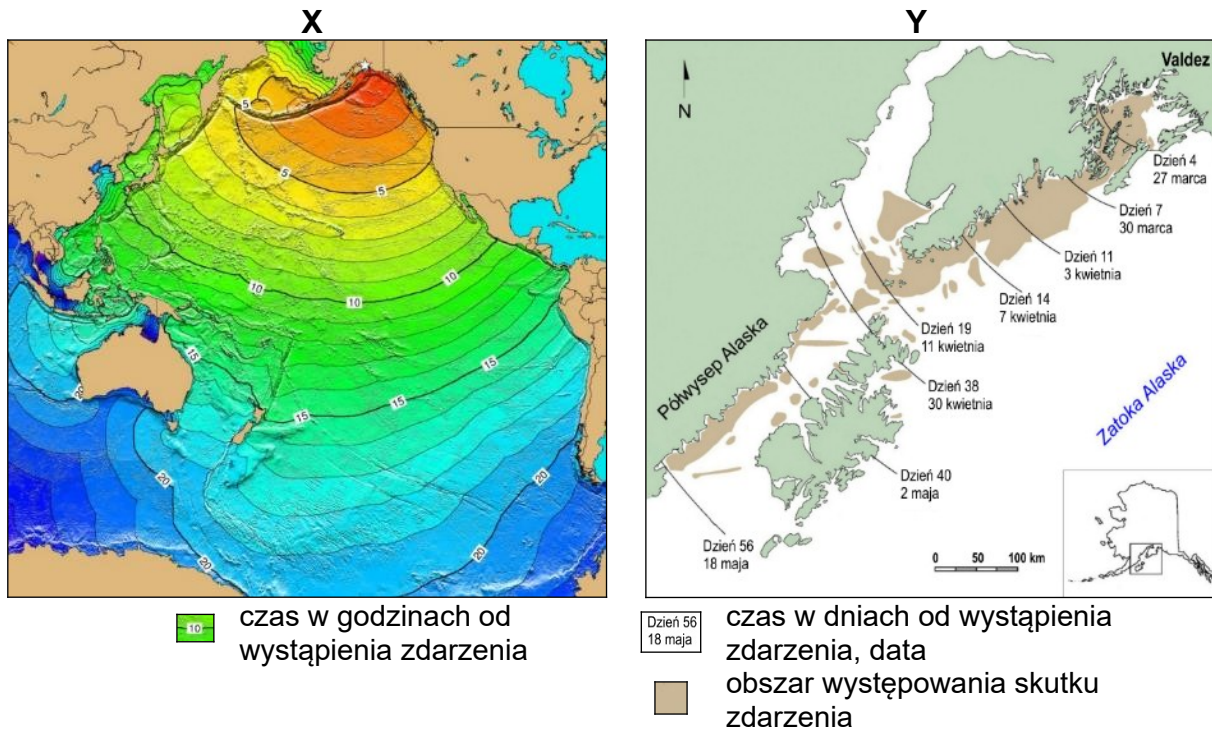 X
Y
5
5
5
10
10
10
15
15
15
20
20
20
20
N
Valdez
Dzień 4
27 marca
Dzień 7
30 marca
Dzień 11
3 kwietnia
Dzień 14
7 kwietnia
Dzień 19
11 kwietnia
Dzień 38
30 kwietnia
Dzień 40
2 maja
Dzień 56
18 maja
Półwysep Alaska
Zatoka Alaska
0 50 100 km
10
czas w godzinach od
wystąpienia zdarzenia
Dzień 56
18 maja
czas w dniach od wystąpienia
zdarzenia, data
obszar występowania skutku
zdarzenia